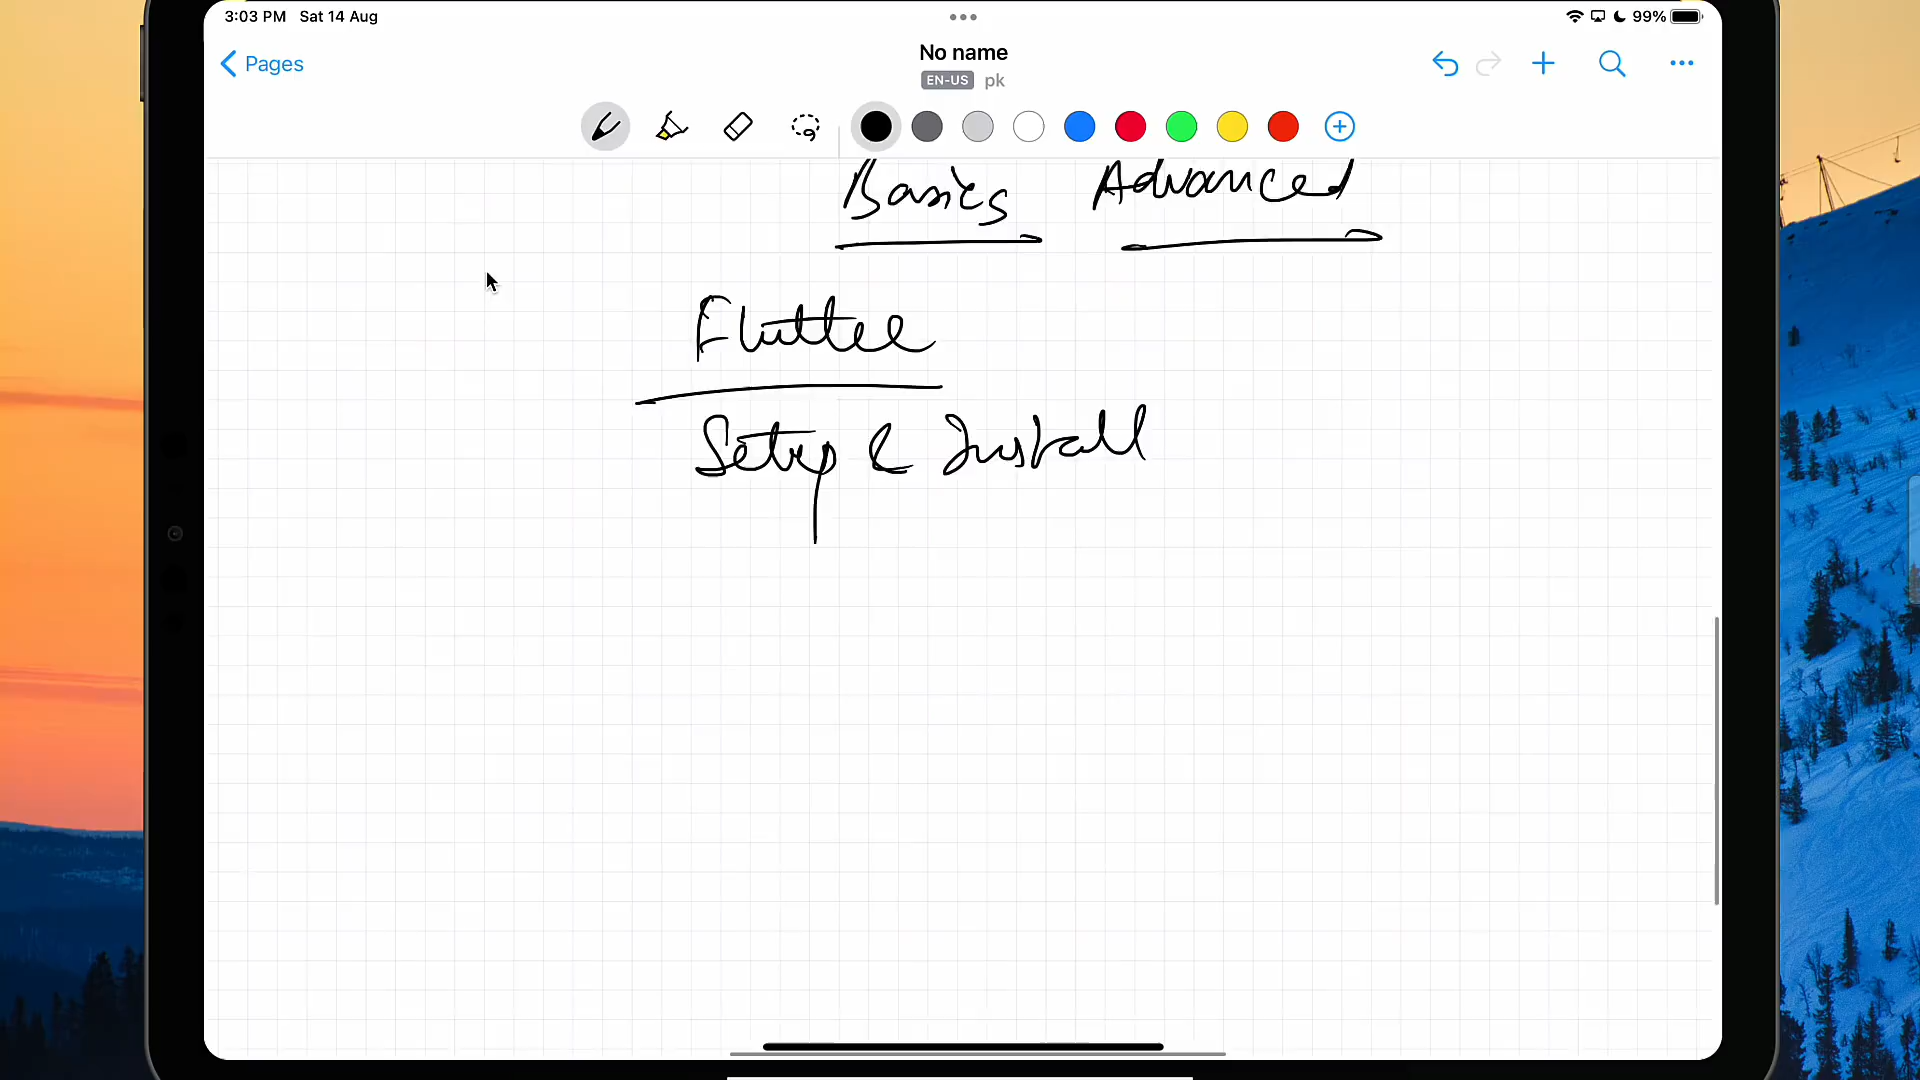 3:03 PM Sat 14 Aug
99%
Pages
No name
EN-US pk
Basics Advanced
Flutter
Setup & Install